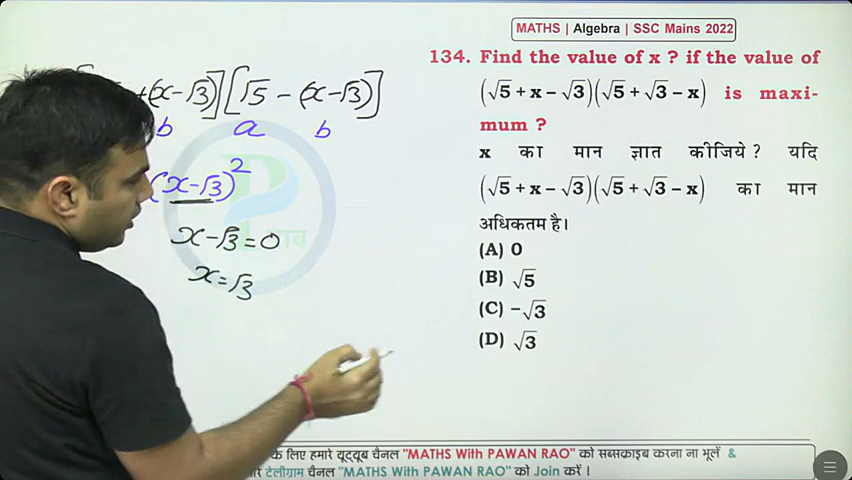 MATHS | Algebra | SSC Mains 2022
134. Find the value of x ? if the value of
(√5 + x – √3)(√5 + √3 – x) is maxi-
mum ?
x का मान ज्ञात कीजिये ? यदि
(√5 + x – √3)(√5 + √3 – x) का मान
अधिकतम है।
(A) 0
(B) √5
(C) –√3
(D) √3
+(x-√3)][√5 - (x-√3)]
b a b
(x-√3)²
x-√3=0
x=√3
के लिए हमारे यूट्यूब चैनल "MATHS With PAWAN RAO" को सब्सक्राइब करना ना भूलें &
टेलीग्राम चैनल "MATHS With PAWAN RAO" को Join करें !